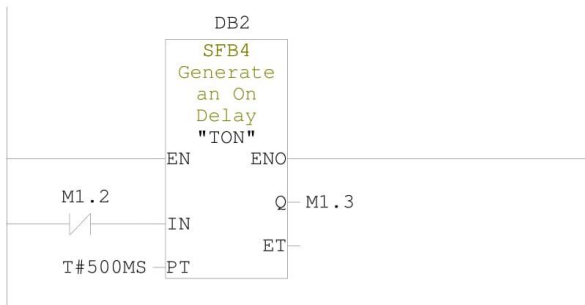 DB2
SFB4
Generate
an On
Delay
"TON"
EN ENO
M1.2
Q M1.3
IN
ET
T#500MS PT